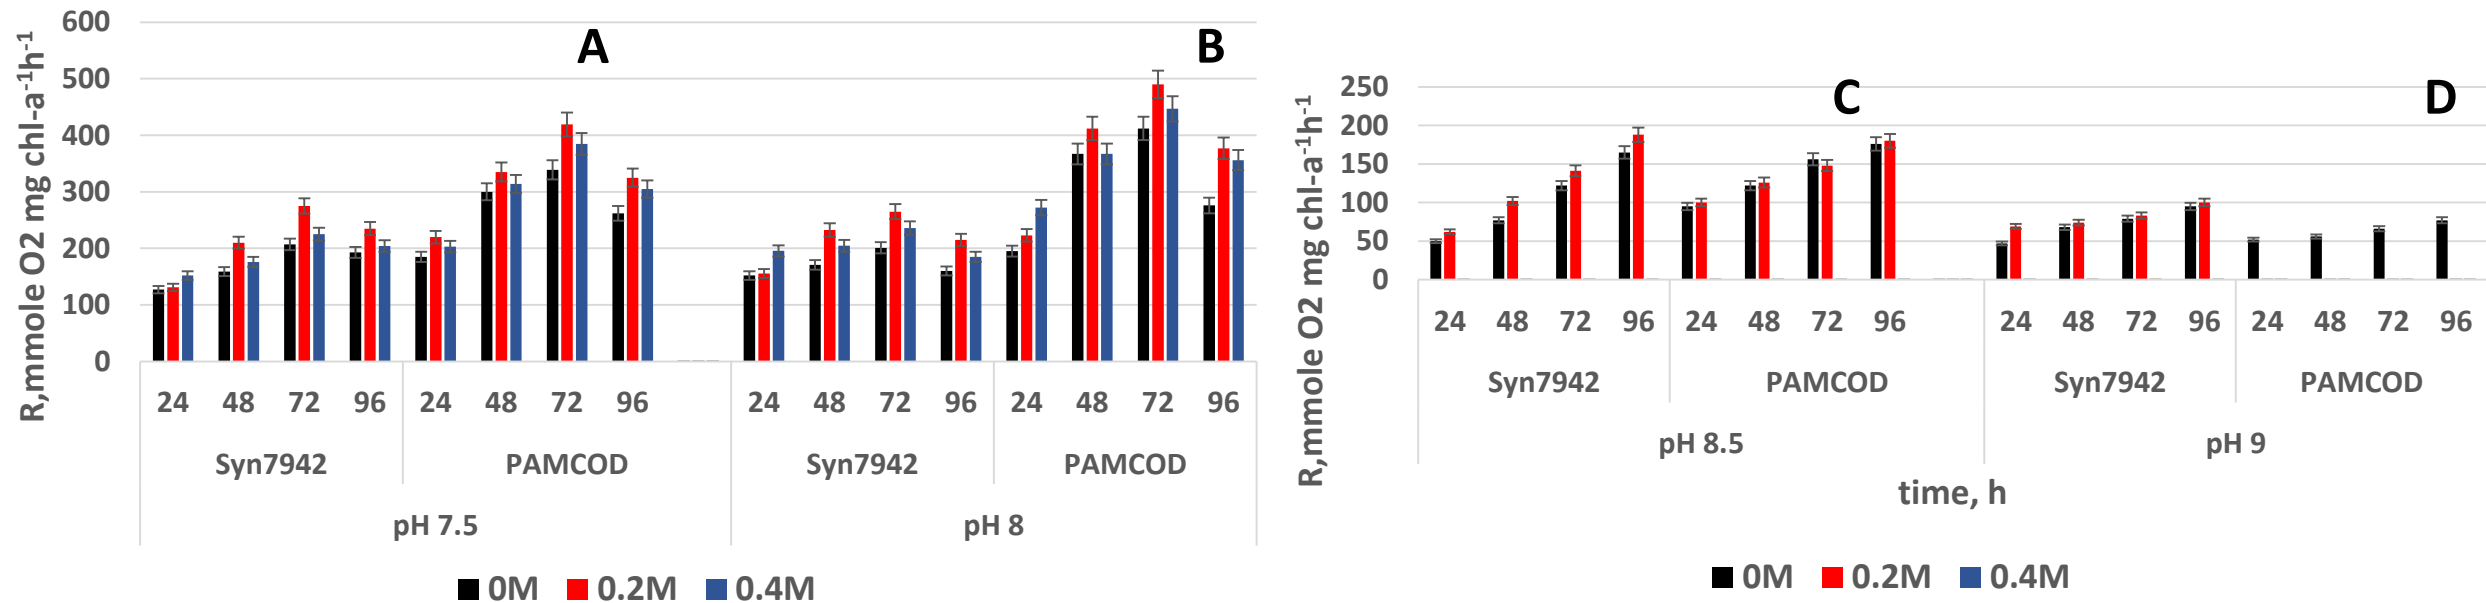 R,mmole O2 mg chl-a⁻¹h⁻¹
600
500
400
300
200
100
0
A
B
24 48 72 96 24 48 72 96 24 48 72 96 24 48 72 96
Syn7942 PAMCOD Syn7942 PAMCOD
pH 7.5 pH 8
0M 0.2M 0.4M
R,mmole O2 mg chl-a⁻¹h⁻¹
250
200
150
100
50
0
C
D
24 48 72 96 24 48 72 96 24 48 72 96 24 48 72 96
Syn7942 PAMCOD Syn7942 PAMCOD
pH 8.5 pH 9
time, h
0M 0.2M 0.4M